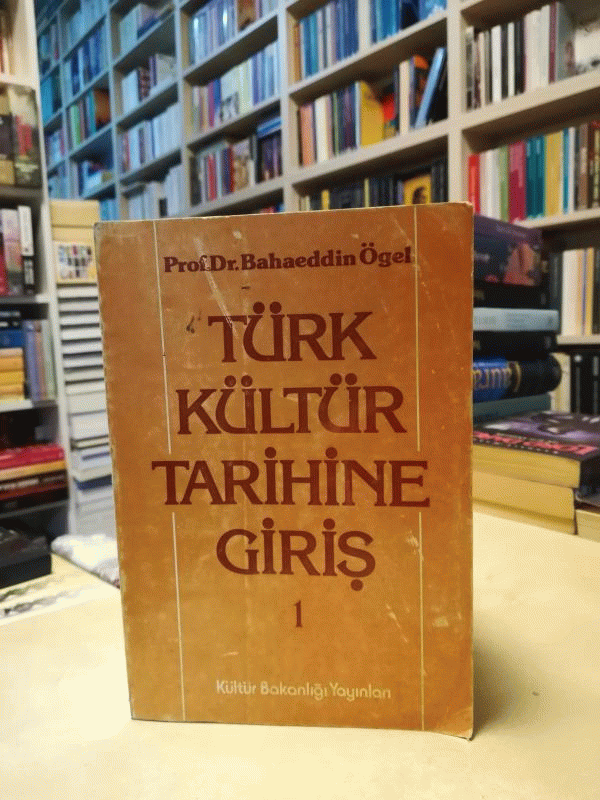 Prof.Dr.Bahaeddin Ögel
TÜRK
KÜLTÜR
TARİHİNE
GİRİŞ
1
Kültür Bakanlığı Yayınları